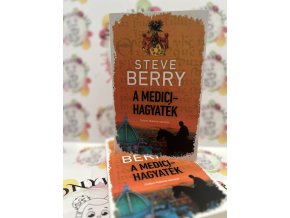 STEVE
BERRY
A MEDICI-
HAGYATÉK
BERRY
A MEDICI-
HAGYATÉK